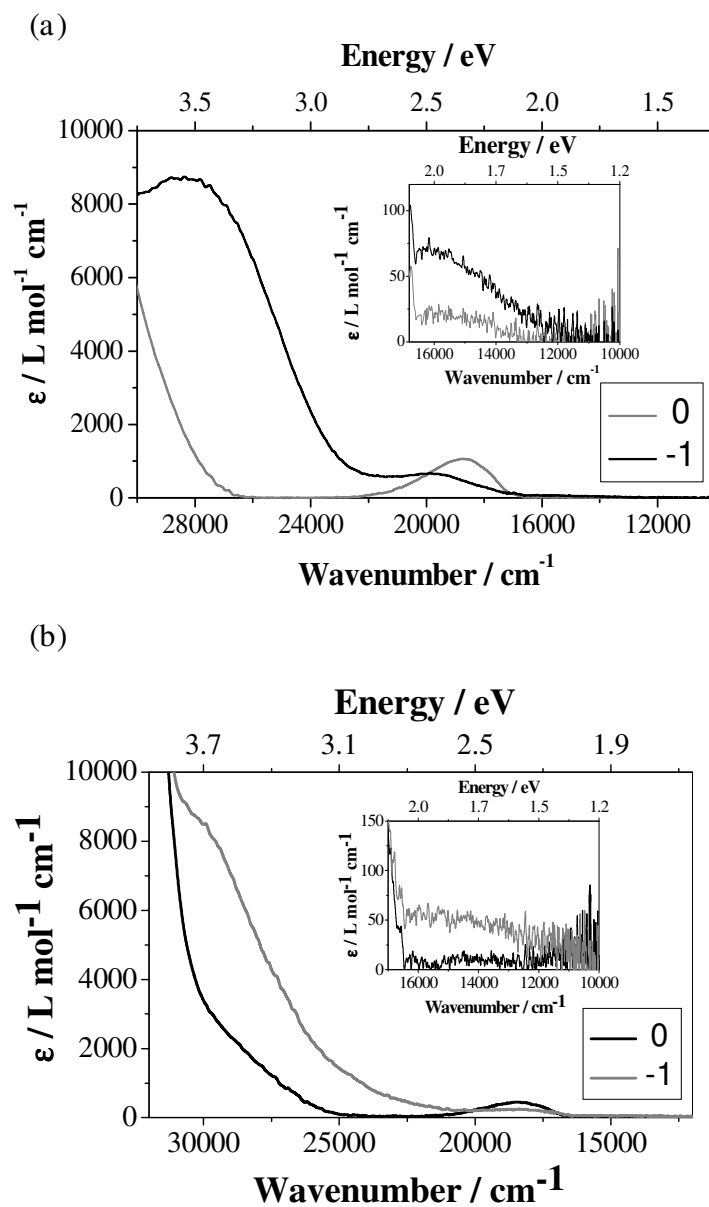 (a)
Energy / eV
3.5 3.0 2.5 2.0 1.5
10000
8000
6000
4000
2000
0
ε / L mol⁻¹ cm⁻¹
28000 24000 20000 16000 12000
Wavenumber / cm⁻¹
Energy / eV
2.0 1.7 1.5 1.2
100
50
0
ε / L mol⁻¹ cm⁻¹
16000 14000 12000 10000
Wavenumber / cm⁻¹
0
-1
(b)
Energy / eV
3.7 3.1 2.5 1.9
10000
8000
6000
4000
2000
0
ε / L mol⁻¹ cm⁻¹
30000 25000 20000 15000
Wavenumber / cm⁻¹
Energy / eV
2.0 1.7 1.5 1.2
150
100
50
0
ε / L mol⁻¹ cm⁻¹
16000 14000 12000 10000
Wavenumber / cm⁻¹
0
-1